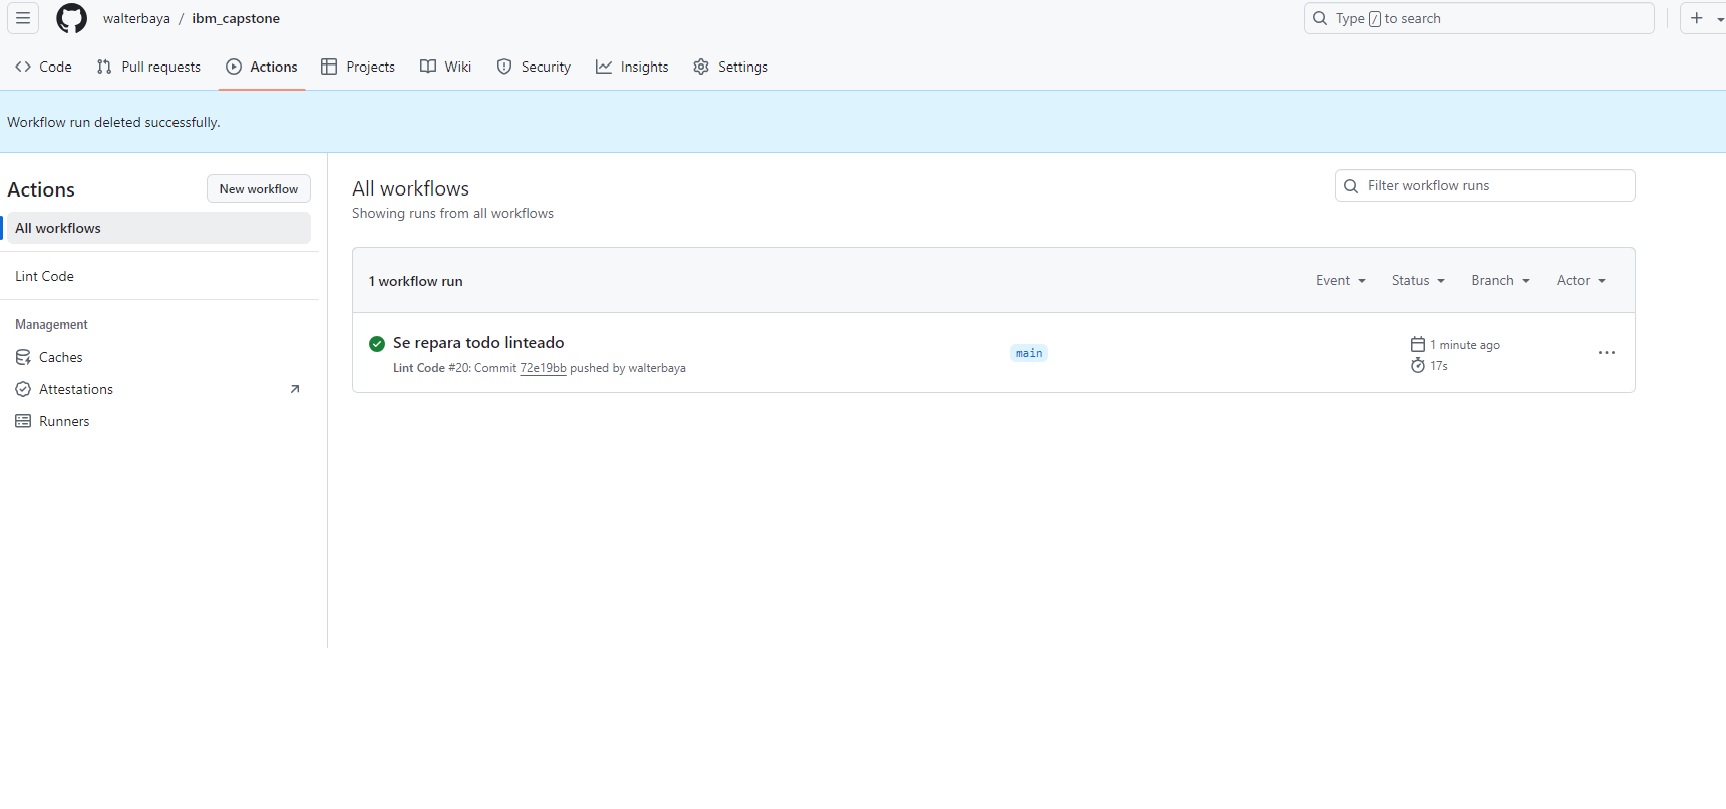 walterbaya / ibm_capstone
Type / to search
Code Pull requests Actions Projects Wiki Security Insights Settings
Workflow run deleted successfully.
Actions
New workflow
All workflows
Lint Code
Management
Caches
Attestations
Runners
All workflows
Showing runs from all workflows
Filter workflow runs
1 workflow run
Event Status Branch Actor
Se repara todo linteado
Lint Code #20: Commit 72e19bb pushed by walterbaya
main
1 minute ago
17s